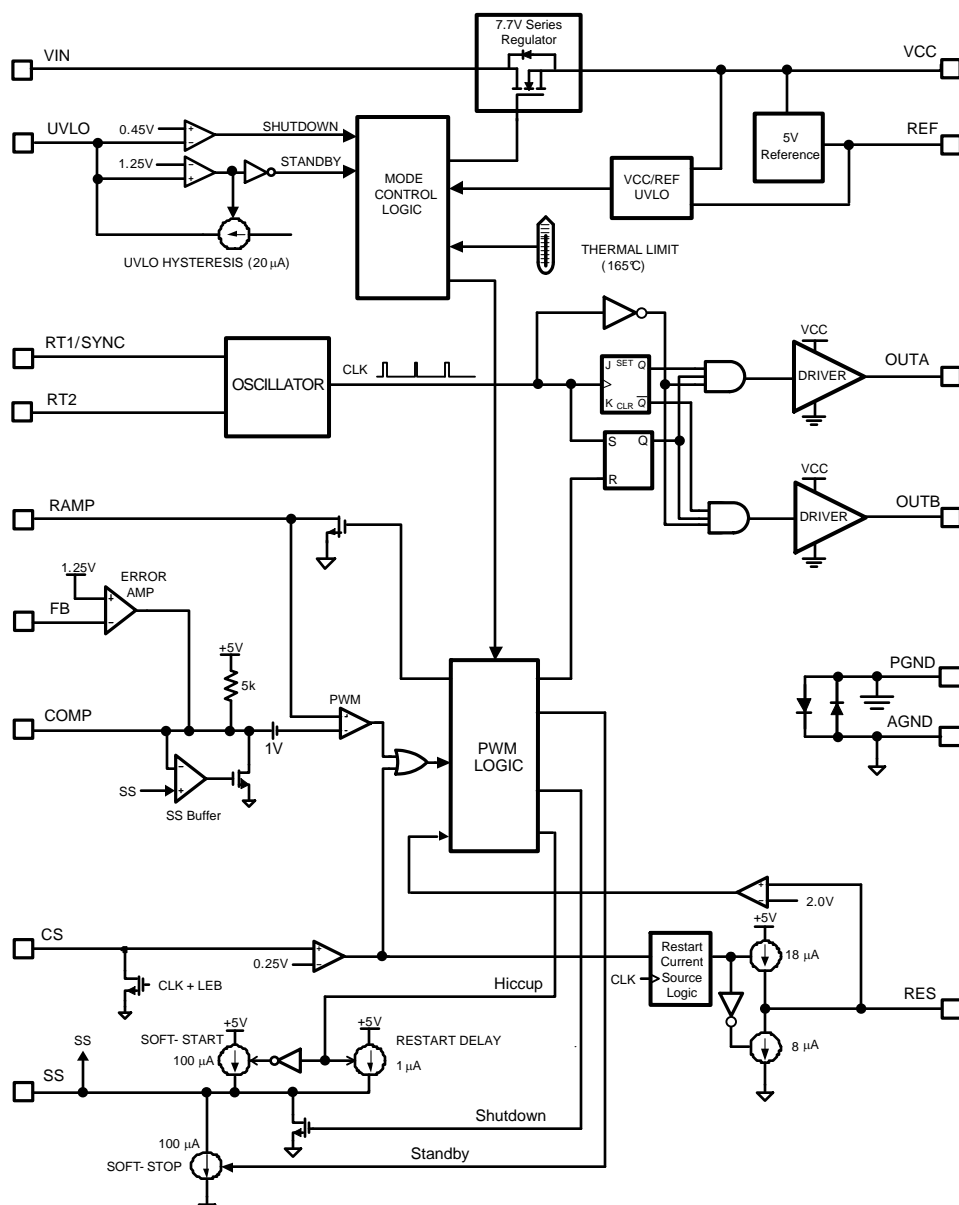 7.7V Series
Regulator
VIN
VCC
UVLO
0.45V
+
−
SHUTDOWN
1.25V
−
+
STANDBY
MODE
CONTROL
LOGIC
VCC/REF
UVLO
5V
Reference
REF
UVLO HYSTERESIS (20 µA)
THERMAL LIMIT
(165°C)
RT1/SYNC
RT2
OSCILLATOR
CLK
J SET Q
K CLR Q
S Q
R
VCC
DRIVER
OUTA
VCC
DRIVER
OUTB
RAMP
1.25V
ERROR
AMP
+
−
FB
+5V
5k
COMP
1V
PWM
SS
−
+
SS Buffer
PWM
LOGIC
PGND
AGND
+
−
2.0V
CS
+
−
0.25V
CLK + LEB
CLK
Restart
Current
Source
Logic
+5V
18 µA
RES
8 µA
Hiccup
SOFT- START
+5V
100 µA
+5V
RESTART DELAY
1 µA
SS
SS
Shutdown
100 µA
SOFT- STOP
Standby